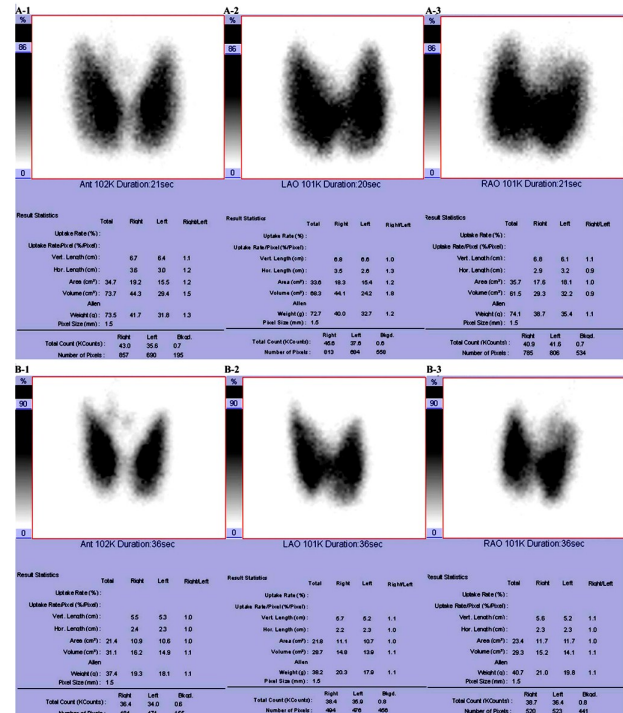 A-1 A-2 A-3
% % %
86 86 86
0 0 0
Ant 102K Duration:21sec LAO 101K Duration:20sec RAO 101K Duration:21sec
Result Statistics Result Statistics Result Statistics
Total Right Left Right/Left Total Right Left Right/Left Total Right Left Right/Left
Uptake Rate (%) : Uptake Rate (%) : Uptake Rate (%) :
Uptake Rate/Pixel (%/Pixel) : Uptake Rate/Pixel (%/Pixel) : Uptake Rate/Pixel (%/Pixel) :
Vert. Length (cm) : 6.7 6.4 1.1 Vert. Length (cm) : 6.8 6.6 1.0 Vert. Length (cm) : 6.8 6.1 1.1
Hor. Length (cm) : 3.6 3.0 1.2 Hor. Length (cm) : 3.5 2.6 1.3 Hor. Length (cm) : 2.9 3.2 0.9
Area (cm²) : 34.7 19.2 15.5 1.2 Area (cm²) : 33.6 18.3 15.4 1.2 Area (cm²) : 35.7 17.6 18.1 1.0
Volume (cm³) : 73.7 44.3 29.4 1.5 Volume (cm³) : 68.3 44.1 24.2 1.8 Volume (cm³) : 61.5 29.3 32.2 0.9
Allen Allen Allen
Weight (g) : 73.5 41.7 31.8 1.3 Weight (g) : 72.7 40.0 32.7 1.2 Weight (g) : 74.1 38.7 35.4 1.1
Pixel Size (mm) : 1.5 Pixel Size (mm) : 1.5 Pixel Size (mm) : 1.5
Right Left Bkgd. Right Left Bkgd. Right Left Bkgd.
Total Count (KCounts) : 43.0 35.6 0.7 Total Count (KCounts) : 46.6 37.8 0.8 Total Count (KCounts) : 40.9 41.6 0.7
Number of Pixels : 857 690 195 Number of Pixels : 813 684 Number of Pixels : 785 806 534
B-1 B-2 B-3
% % %
90 90 90
0 0 0
Ant 102K Duration:36sec LAO 101K Duration:36sec RAO 101K Duration:36sec
Result Statistics Result Statistics Result Statistics
Total Right Left Right/Left Total Right Left Right/Left Total Right Left Right/Left
Uptake Rate (%) : Uptake Rate (%) : Uptake Rate (%) :
Uptake Rate/Pixel (%/Pixel) : Uptake Rate/Pixel (%/Pixel) : Uptake Rate/Pixel (%/Pixel) :
Vert. Length (cm) : 5.5 5.3 1.0 Vert. Length (cm) : 5.7 5.2 1.1 Vert. Length (cm) : 5.6 5.2 1.1
Hor. Length (cm) : 2.4 2.3 1.0 Hor. Length (cm) : 2.2 2.3 1.0 Hor. Length (cm) : 2.3 2.3 1.0
Area (cm²) : 21.4 10.9 10.6 1.0 Area (cm²) : 21.8 11.1 10.7 1.0 Area (cm²) : 23.4 11.7 11.7 1.0
Volume (cm³) : 31.1 16.2 14.9 1.1 Volume (cm³) : 28.7 14.8 13.9 1.1 Volume (cm³) : 29.3 15.2 14.1 1.1
Allen Allen Allen
Weight (g) : 37.4 19.3 18.1 1.1 Weight (g) : 38.2 20.3 17.9 1.1 Weight (g) : 40.7 21.0 19.8 1.1
Pixel Size (mm) : 1.5 Pixel Size (mm) : 1.5 Pixel Size (mm) : 1.5
Right Left Bkgd. Right Left Bkgd. Right Left Bkgd.
Total Count (KCounts) : 36.4 34.0 0.6 Total Count (KCounts) : 38.4 35.8 0.8 Total Count (KCounts) : 38.7 36.4 0.8
Number of Pixels : Number of Pixels : 494 476 Number of Pixels : 520 523 441